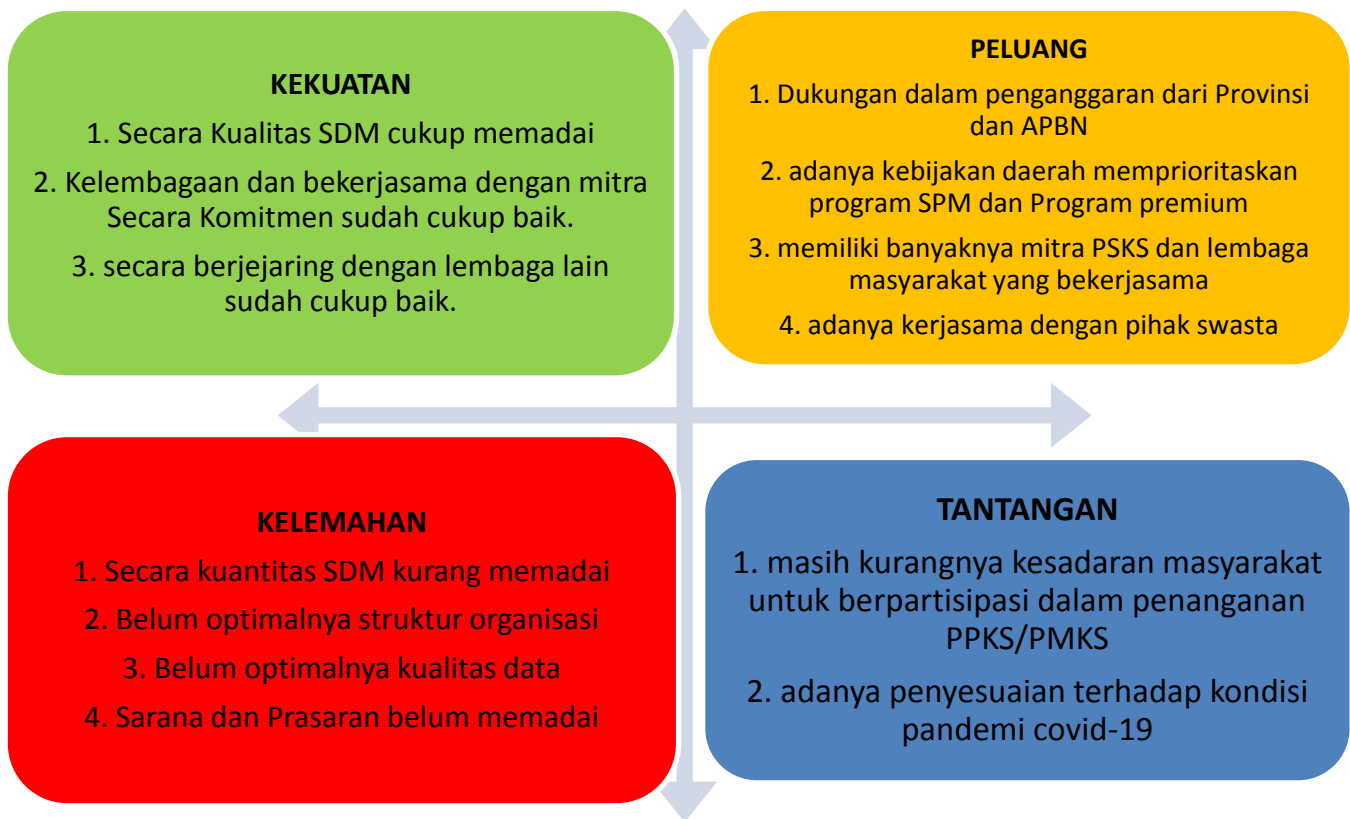 KEKUATAN
1. Secara Kualitas SDM cukup memadai
2. Kelembagaan dan bekerjasama dengan mitra
Secara Komitmen sudah cukup baik.
3. secara berjejaring dengan lembaga lain
sudah cukup baik.
PELUANG
1. Dukungan dalam penganggaran dari Provinsi
dan APBN
2. adanya kebijakan daerah memprioritaskan
program SPM dan Program premium
3. memiliki banyaknya mitra PSKS dan lembaga
masyarakat yang bekerjasama
4. adanya kerjasama dengan pihak swasta
KELEMAHAN
1. Secara kuantitas SDM kurang memadai
2. Belum optimalnya struktur organisasi
3. Belum optimalnya kualitas data
4. Sarana dan Prasaran belum memadai
TANTANGAN
1. masih kurangnya kesadaran masyarakat
untuk berpartisipasi dalam penanganan
PPKS/PMKS
2. adanya penyesuaian terhadap kondisi
pandemi covid-19